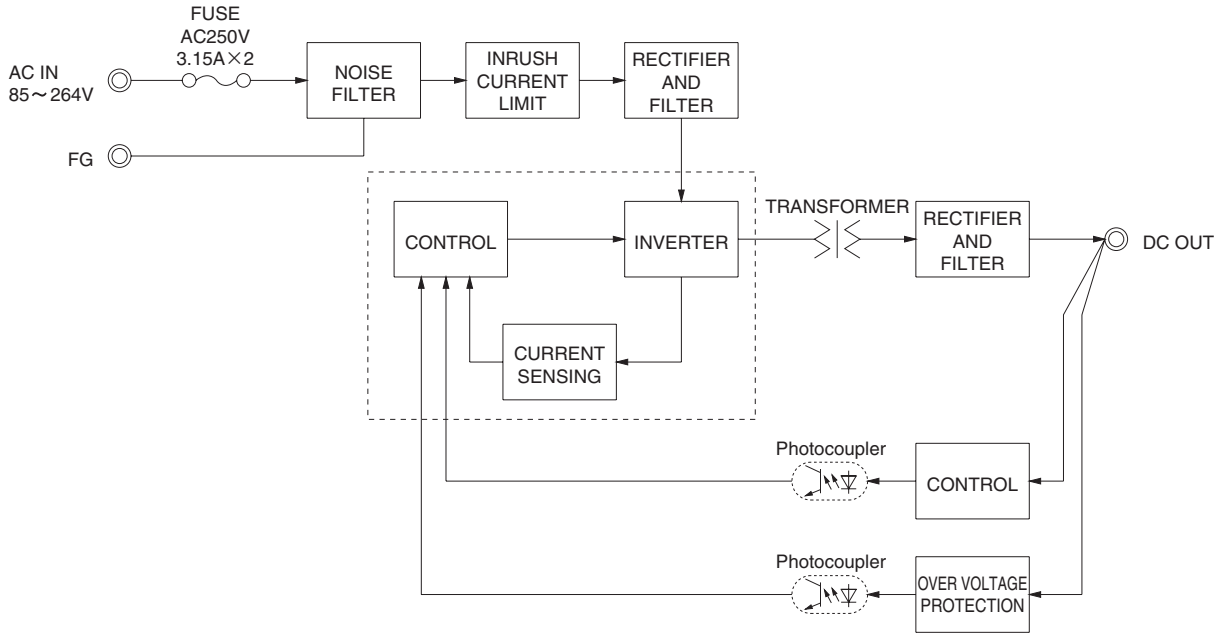 FUSE
AC250V
3.15A×2
AC IN
85～264V
NOISE
FILTER
INRUSH
CURRENT
LIMIT
RECTIFIER
AND
FILTER
FG
CONTROL
INVERTER
TRANSFORMER
RECTIFIER
AND
FILTER
DC OUT
CURRENT
SENSING
Photocoupler
CONTROL
Photocoupler
OVER VOLTAGE
PROTECTION